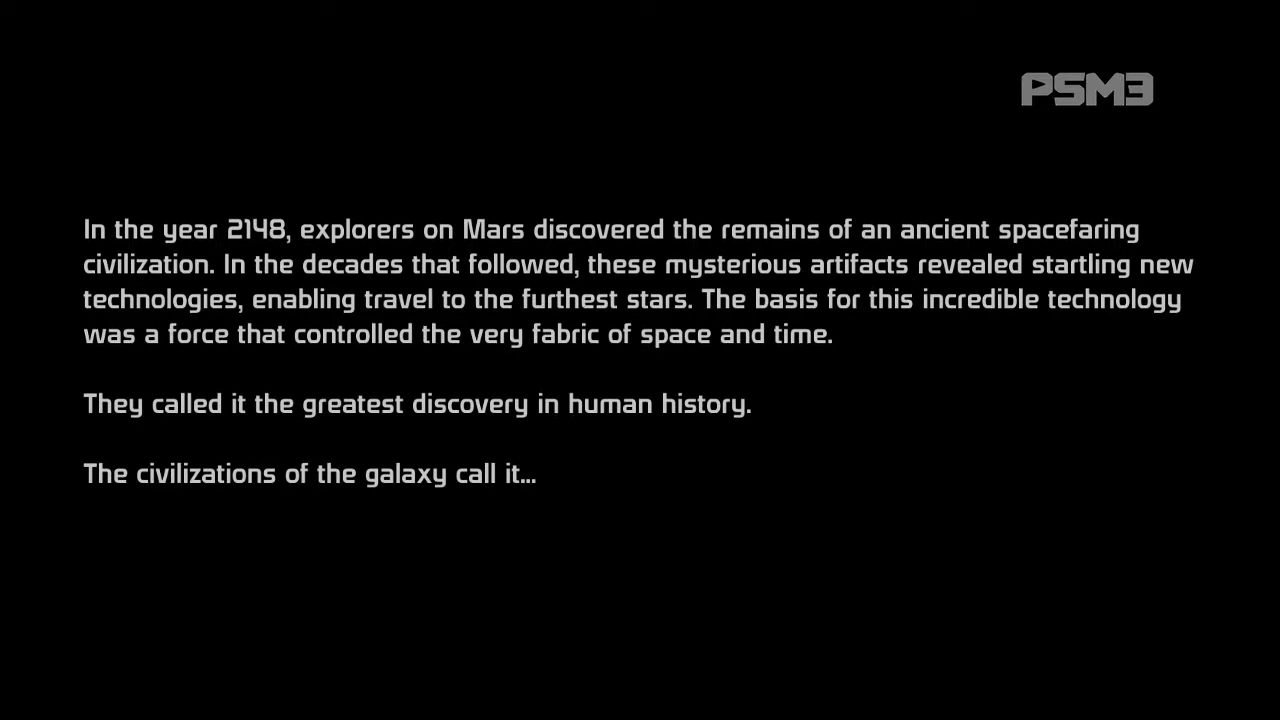 PSM3
In the year 2148, explorers on Mars discovered the remains of an ancient spacefaring
civilization. In the decades that followed, these mysterious artifacts revealed startling new
technologies, enabling travel to the furthest stars. The basis for this incredible technology
was a force that controlled the very fabric of space and time.
They called it the greatest discovery in human history.
The civilizations of the galaxy call it...